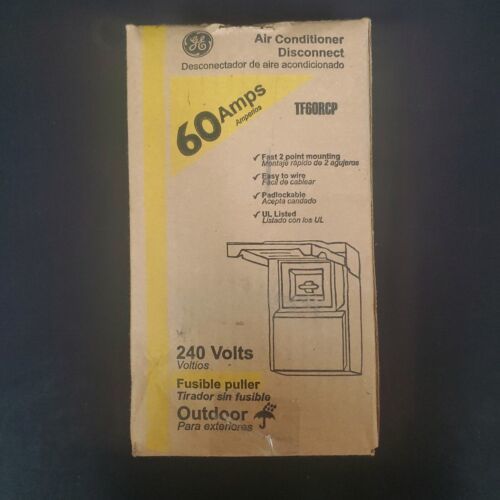 GE
Air Conditioner
Disconnect
Desconectador de aire acondicionado
60 Amps
Amperios
TF60RCP
✓ Fast 2 point mounting
Montaje rápido de 2 agujeros
✓ Easy to wire
Fácil de cablear
✓ Padlockable
Acepta candado
✓ UL Listed
Listado con los UL
240 Volts
Voltios
Fusible puller
Tirador sin fusible
Outdoor
Para exteriores